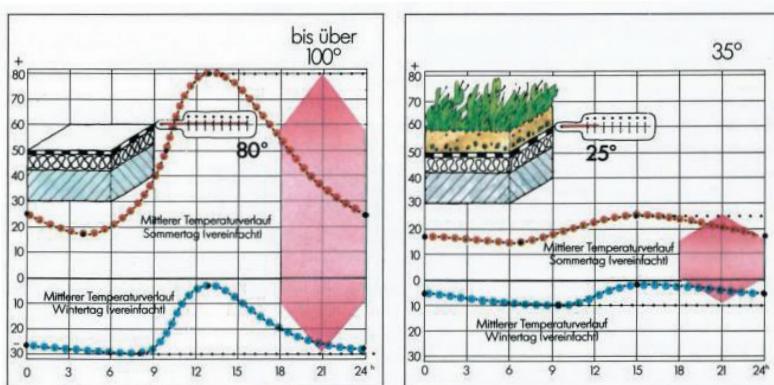 bis über
100°
+
80
70
60
50
40
30
20
10
0
10
20
30
80°
Mittlerer Temperaturverlauf
Sommertag (vereinfacht)
Mittlerer Temperaturverlauf
Wintertag (vereinfacht)
0 3 6 9 12 15 18 21 24 h
35°
+
80
70
60
50
40
30
20
10
0
10
20
30
25°
Mittlerer Temperaturverlauf
Sommertag (vereinfacht)
Mittlerer Temperaturverlauf
Wintertag (vereinfacht)
0 3 6 9 12 15 18 21 24 h